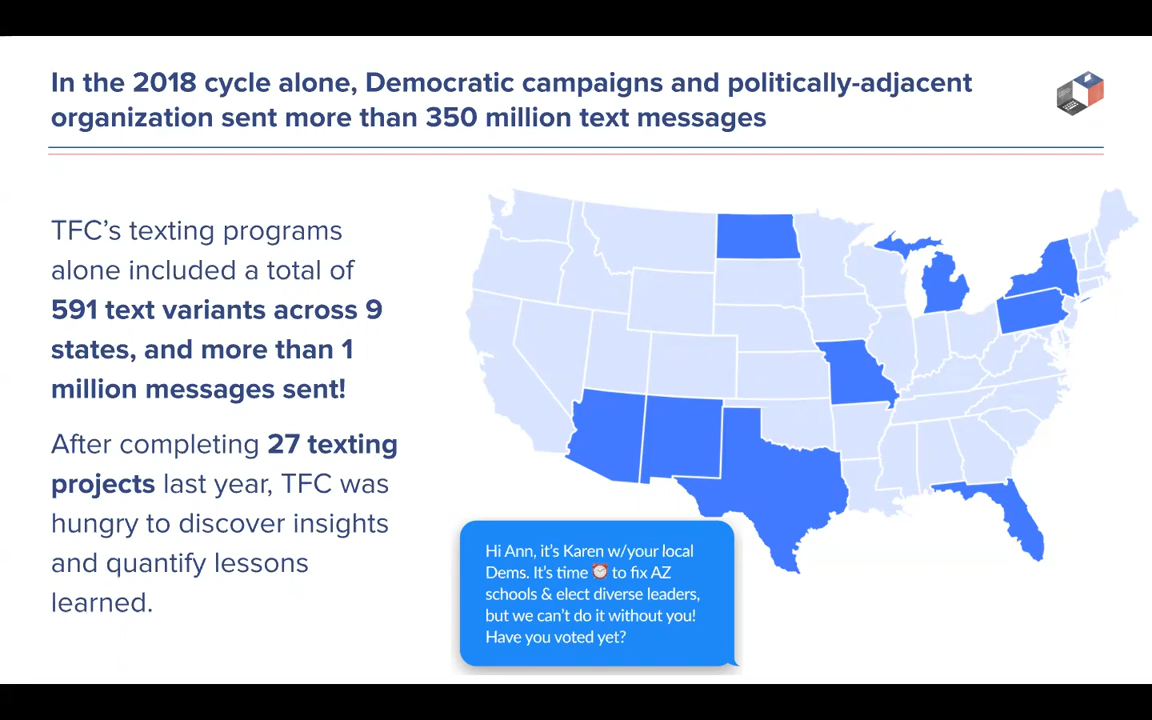 In the 2018 cycle alone, Democratic campaigns and politically-adjacent
organization sent more than 350 million text messages
TFC's texting programs
alone included a total of
591 text variants across 9
states, and more than 1
million messages sent!
After completing 27 texting
projects last year, TFC was
hungry to discover insights
and quantify lessons
learned.
Hi Ann, it's Karen w/your local
Dems. It's time ⏰ to fix AZ
schools & elect diverse leaders,
but we can't do it without you!
Have you voted yet?